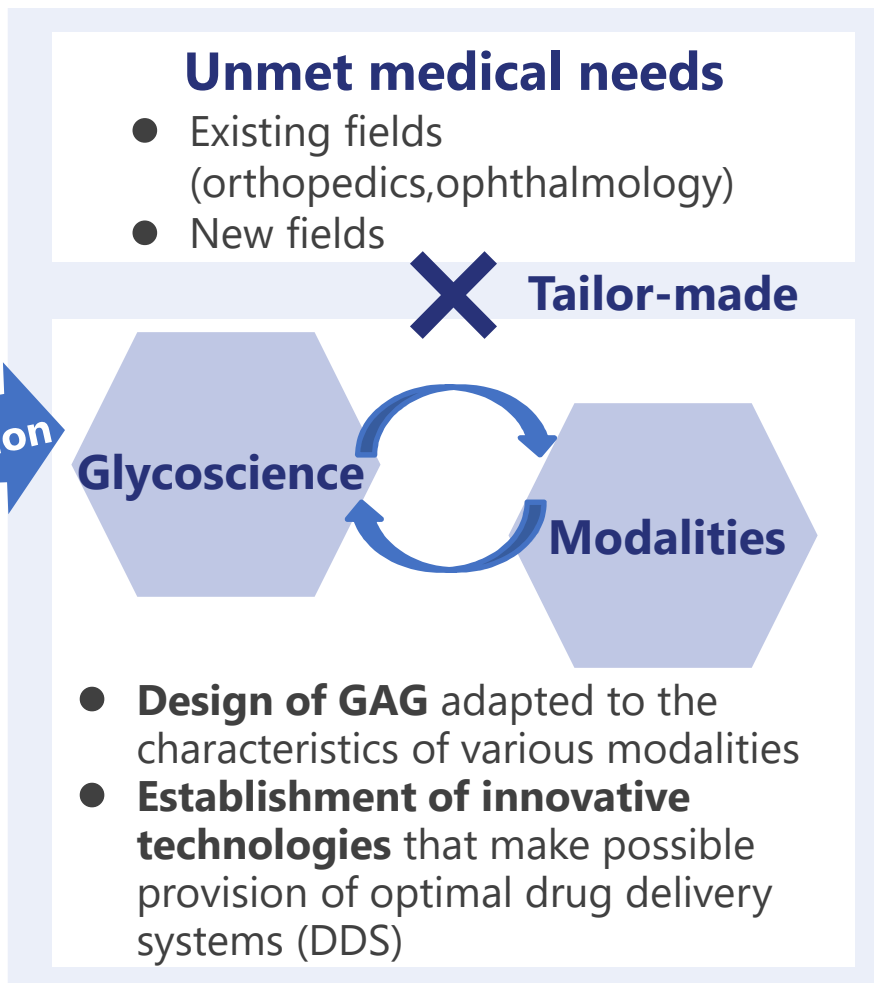 Unmet medical needs
● Existing fields
(orthopedics,ophthalmology)
● New fields
Tailor-made
Glycoscience
Modalities
● Design of GAG adapted to the
characteristics of various modalities
● Establishment of innovative
technologies that make possible
provision of optimal drug delivery
systems (DDS)